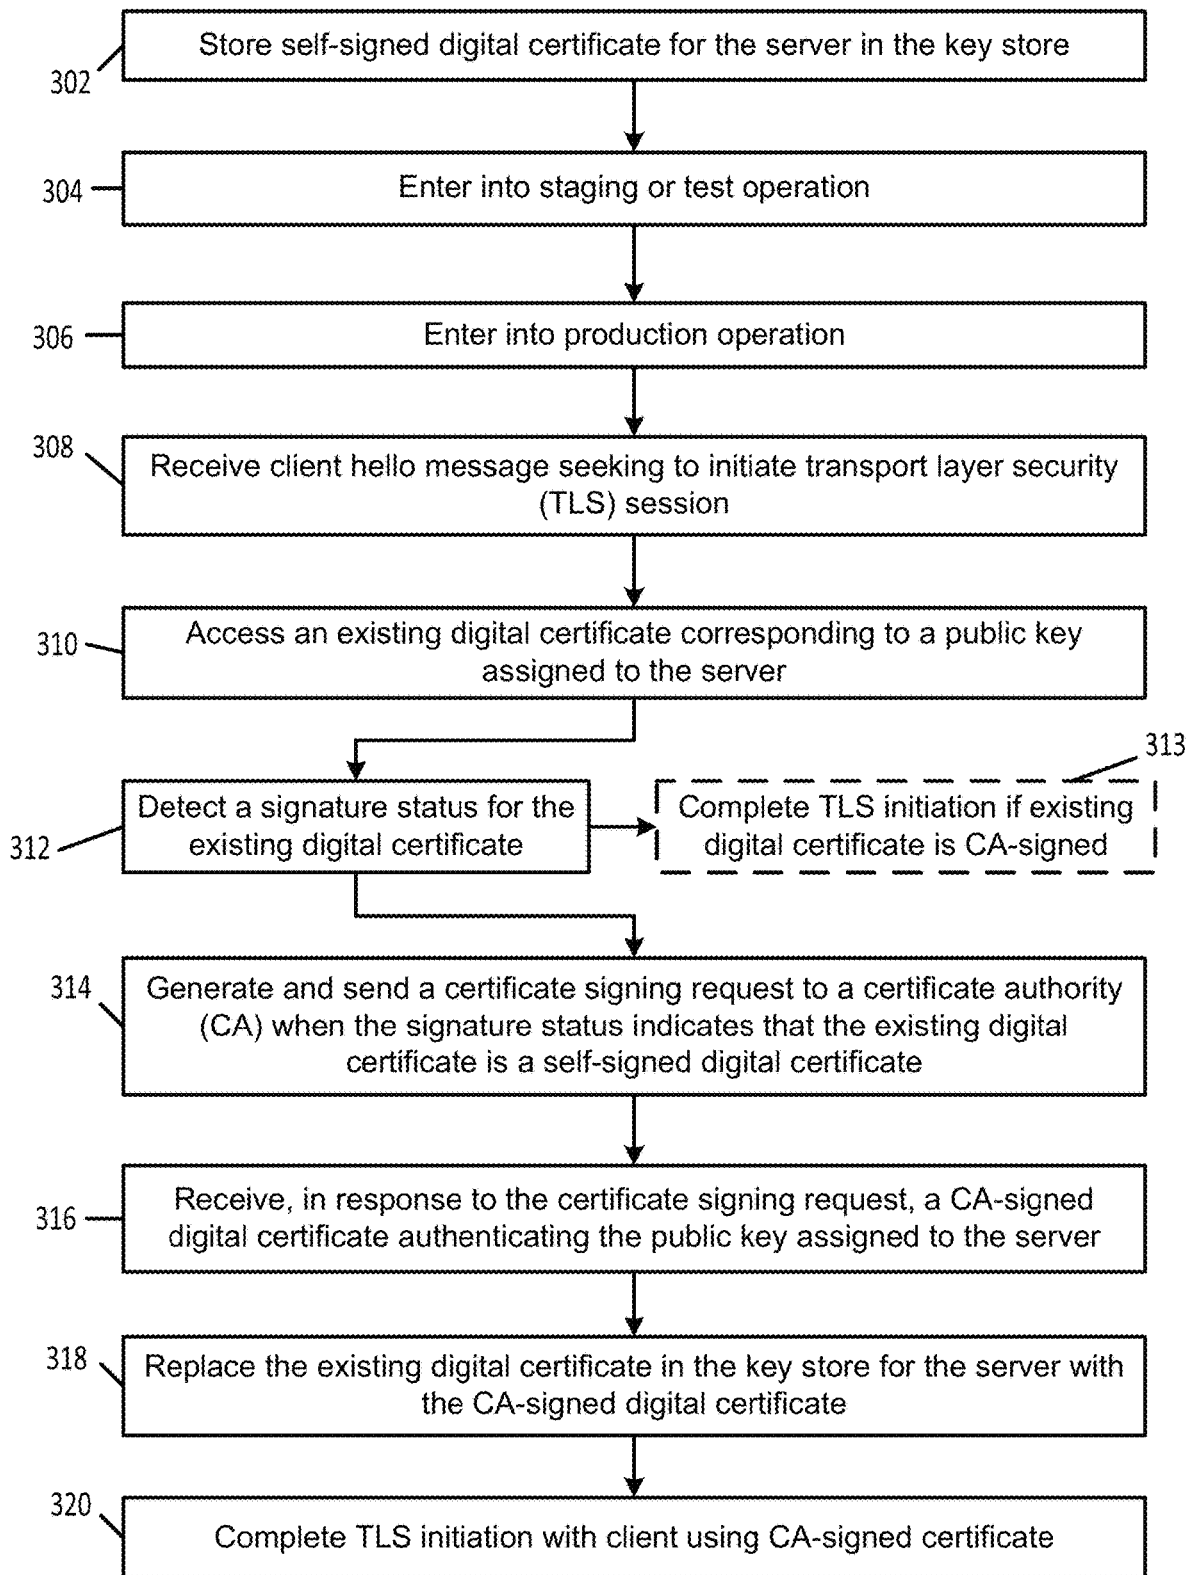 Store self-signed digital certificate for the server in the key store
302
Enter into staging or test operation
304
Enter into production operation
306
308
Receive client hello message seeking to initiate transport layer security
(TLS) session
Access an existing digital certificate corresponding to a public key
assigned to the server
310
313
Detect a signature status for the
existing digital certificate
312
Complete TLS initiation if existing
digital certificate is CA-signed
314
Generate and send a certificate signing request to a certificate authority
(CA) when the signature status indicates that the existing digital
certificate is a self-signed digital certificate
316
Receive, in response to the certificate signing request, a CA-signed
digital certificate authenticating the public key assigned to the server
318
Replace the existing digital certificate in the key store for the server with
the CA-signed digital certificate
320
Complete TLS initiation with client using CA-signed certificate